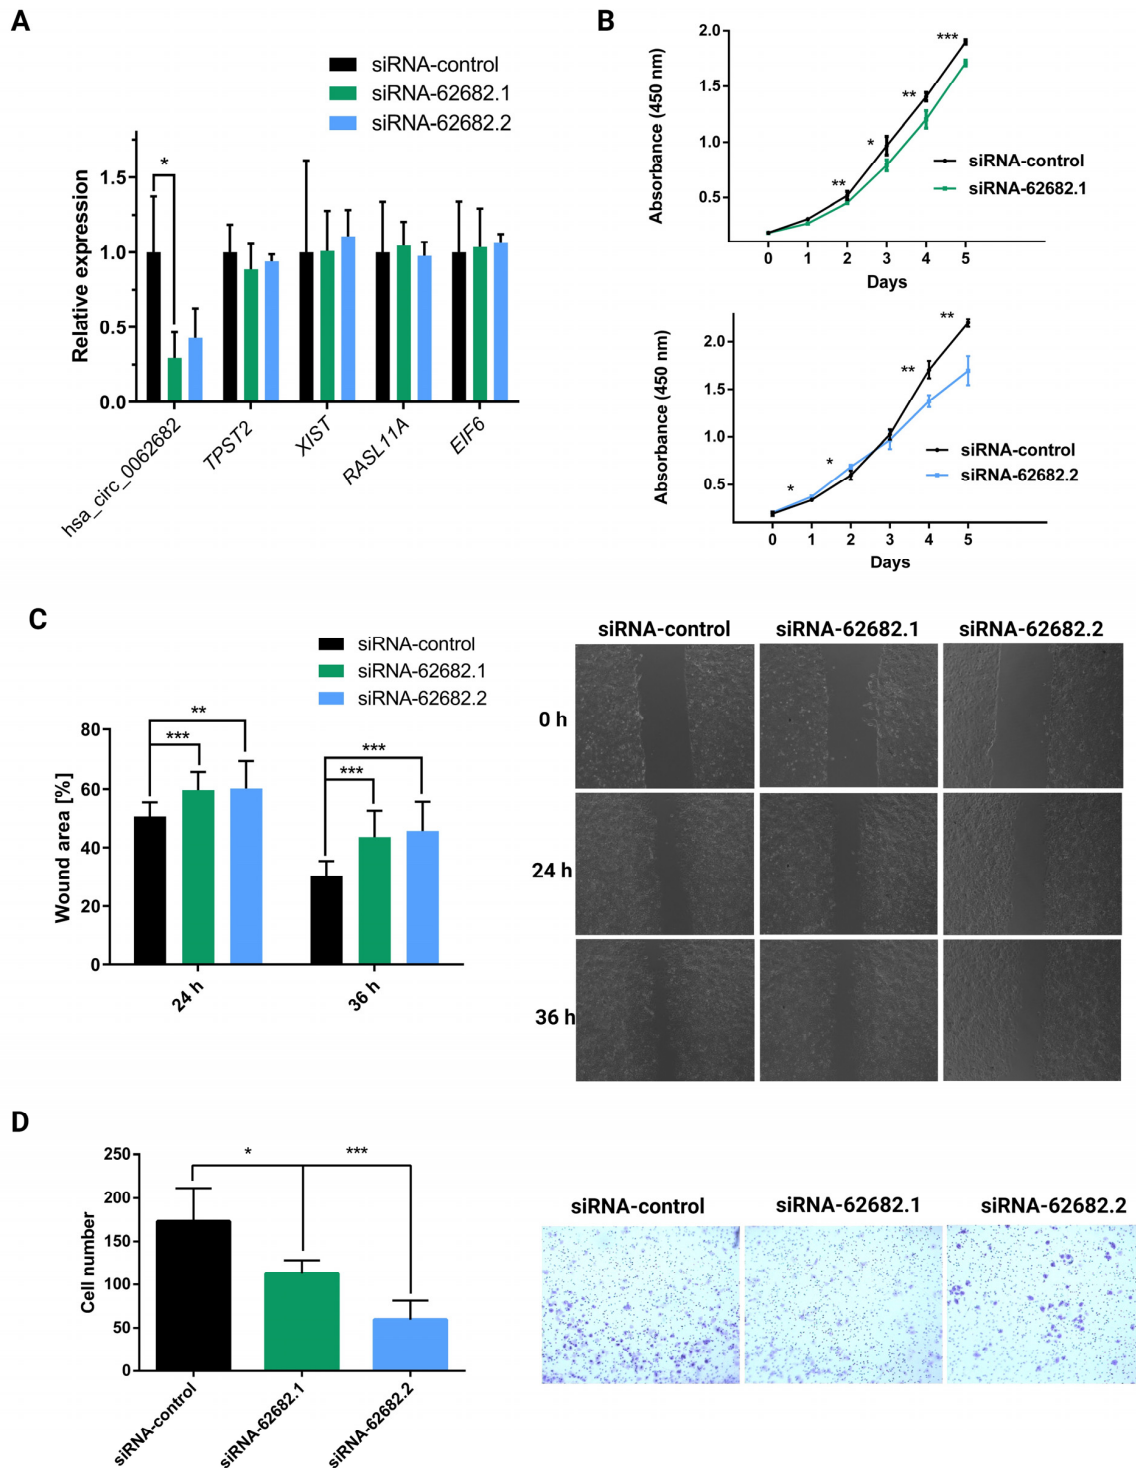 A
siRNA-control
siRNA-62682.1
siRNA-62682.2
*
Relative expression
1.5
1.0
0.5
0.0
hsa_circ_0062682
TPST2
XIST
RASL11A
EIF6
B
2.0
1.5
1.0
0.5
Absorbance (450 nm)
**
*
**
***
siRNA-control
siRNA-62682.1
0 1 2 3 4 5
Days
2.0
1.5
1.0
0.5
Absorbance (450 nm)
*
*
**
**
siRNA-control
siRNA-62682.2
0 1 2 3 4 5
Days
C
siRNA-control
siRNA-62682.1
siRNA-62682.2
Wound area [%]
80
60
40
20
0
**
***
***
***
24 h
36 h
siRNA-control siRNA-62682.1 siRNA-62682.2
0 h
24 h
36 h
D
Cell number
250
200
150
100
50
0
* ***
siRNA-control
siRNA-62682.1
siRNA-62682.2
siRNA-control siRNA-62682.1 siRNA-62682.2